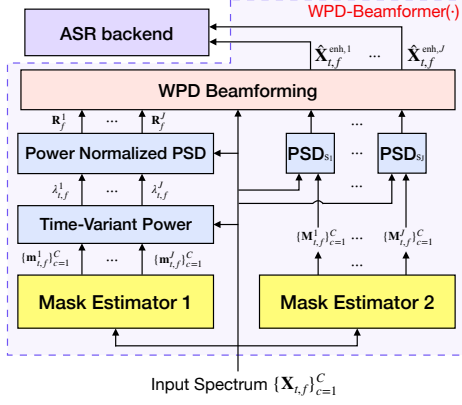 WPD-Beamformer(·)
ASR backend
X̂^{enh,1}_{t,f} ... X̂^{enh,J}_{t,f}
WPD Beamforming
R^1_f ... R^J_f
Power Normalized PSD
PSD_{S1} ... PSD_{SJ}
...
λ^1_{t,f} ... λ^J_{t,f}
...
Time-Variant Power
{M^1_{t,f}}^C_{c=1} ... {M^J_{t,f}}^C_{c=1}
{m^1_{t,f}}^C_{c=1} ... {m^J_{t,f}}^C_{c=1}
...
Mask Estimator 1
Mask Estimator 2
Input Spectrum {X_{t,f}}^C_{c=1}